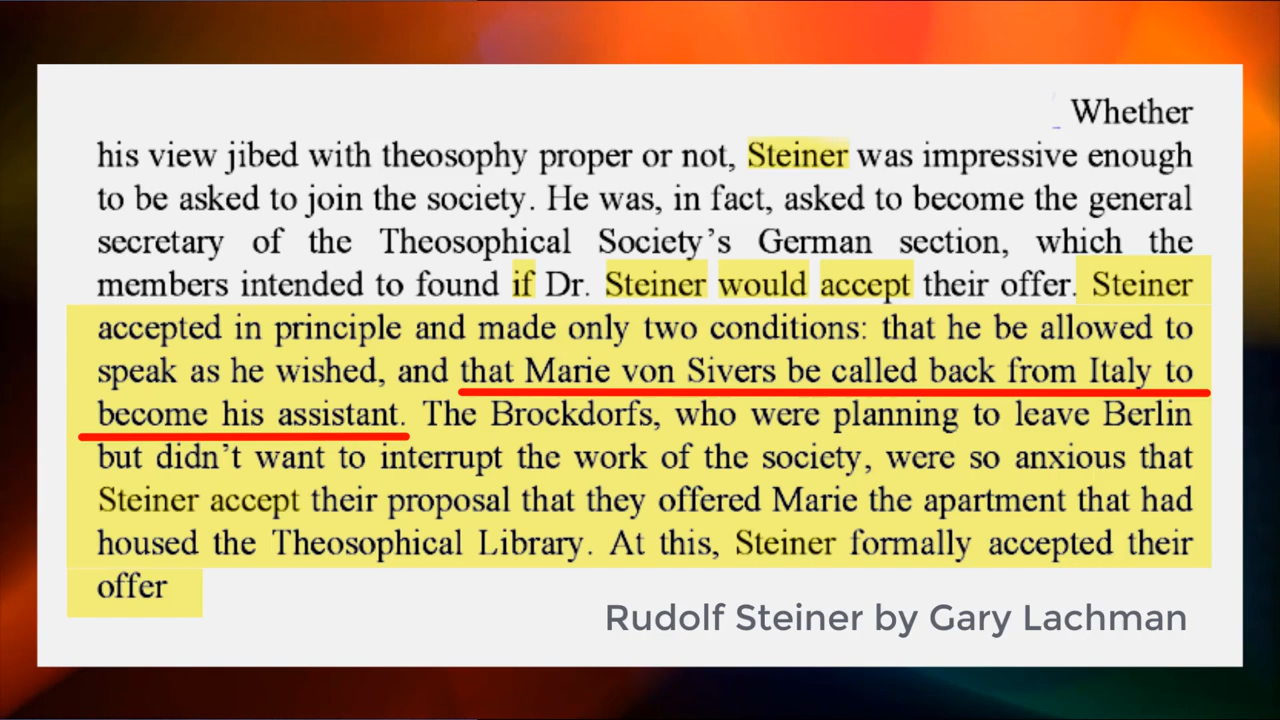 Whether
his view jibed with theosophy proper or not, Steiner was impressive enough
to be asked to join the society. He was, in fact, asked to become the general
secretary of the Theosophical Society’s German section, which the
members intended to found if Dr. Steiner would accept their offer. Steiner
accepted in principle and made only two conditions: that he be allowed to
speak as he wished, and that Marie von Sivers be called back from Italy to
become his assistant. The Brockdorfs, who were planning to leave Berlin
but didn’t want to interrupt the work of the society, were so anxious that
Steiner accept their proposal that they offered Marie the apartment that had
housed the Theosophical Library. At this, Steiner formally accepted their
offer
Rudolf Steiner by Gary Lachman